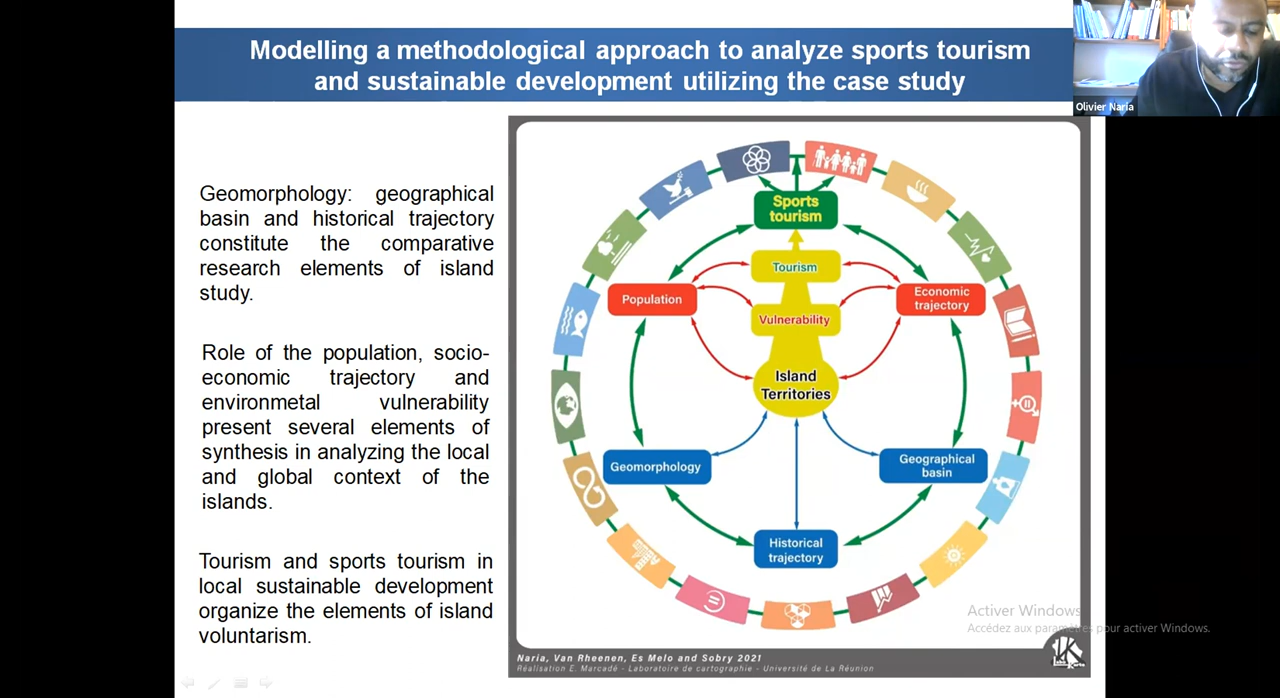 Modelling a methodological approach to analyze sports tourism
and sustainable development utilizing the case study
Olivier Naria
Geomorphology: geographical
basin and historical trajectory
constitute the comparative
research elements of island
study.
Role of the population, socio-
economic trajectory and
environmetal vulnerability
present several elements of
synthesis in analyzing the local
and global context of the
islands.
Tourism and sports tourism in
local sustainable development
organize the elements of island
voluntarism.
Sports
tourism
Tourism
Population
Economic
trajectory
Vulnerability
Island
Territories
Geomorphology
Geographical
basin
Historical
trajectory
Activer Windows
Accédez aux paramètres pour activer Windows.
Naria, Van Rheenen, Es Melo and Sobry 2021
Réalisation E. Marcadé - Laboratoire de cartographie - Université de La Réunion